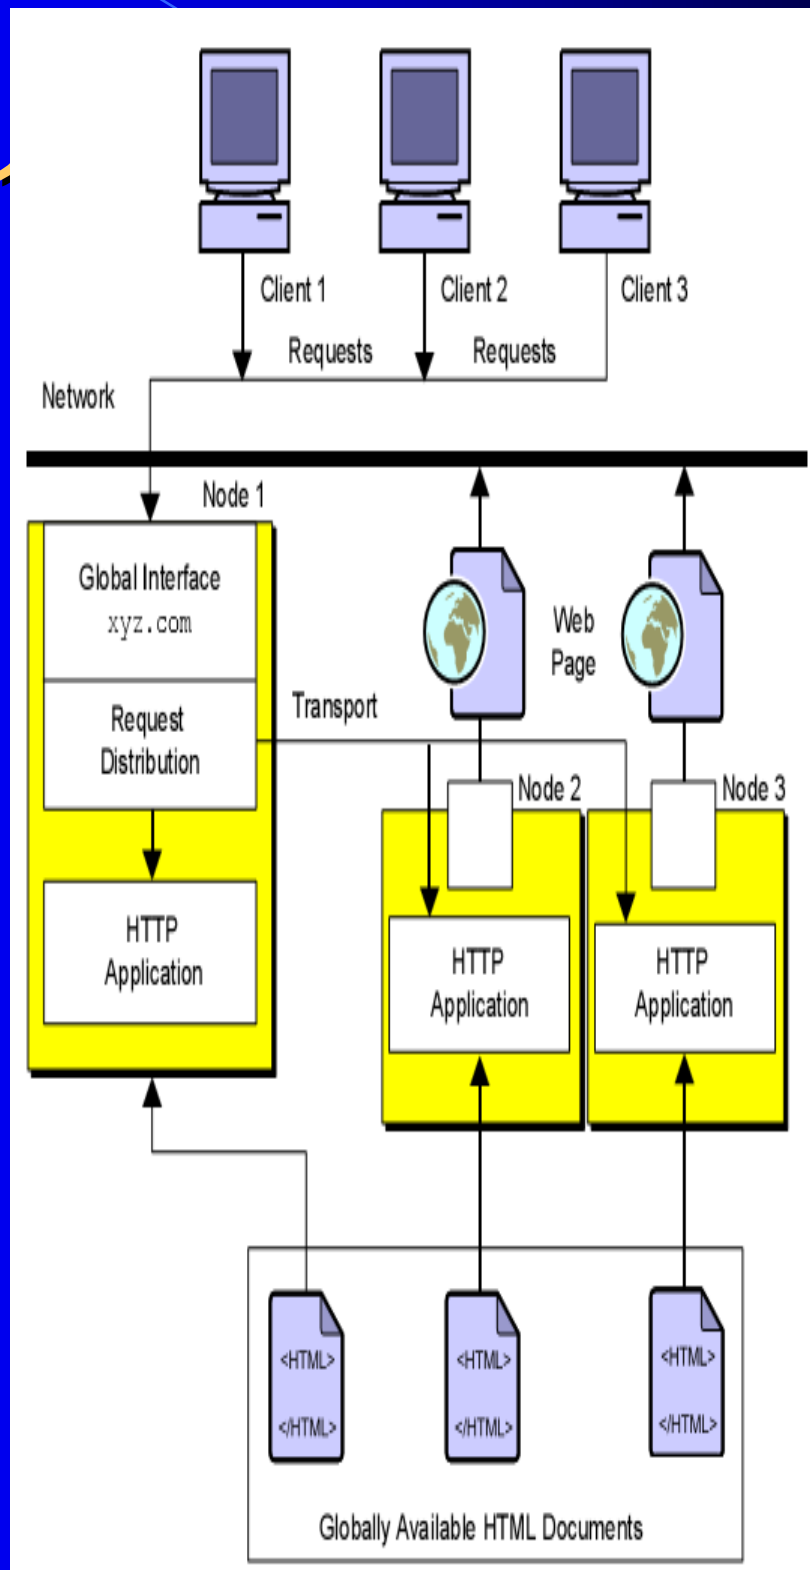 Client 1
Client 2
Client 3
Requests
Requests
Network
Node 1
Global Interface
xyz.com
Web
Page
Transport
Request
Distribution
Node 2
Node 3
HTTP
Application
HTTP
Application
HTTP
Application
<HTML>
</HTML>
<HTML>
</HTML>
<HTML>
</HTML>
Globally Available HTML Documents